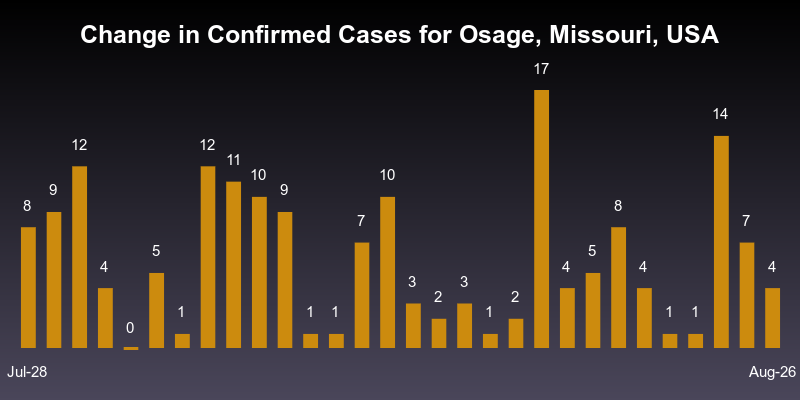 Change in Confirmed Cases for Osage, Missouri, USA
8 9 12 4 0 5 1 12 11 10 9 1 1 7 10 3 2 3 1 2 17 4 5 8 4 1 1 14 7 4
Jul-28 Aug-26